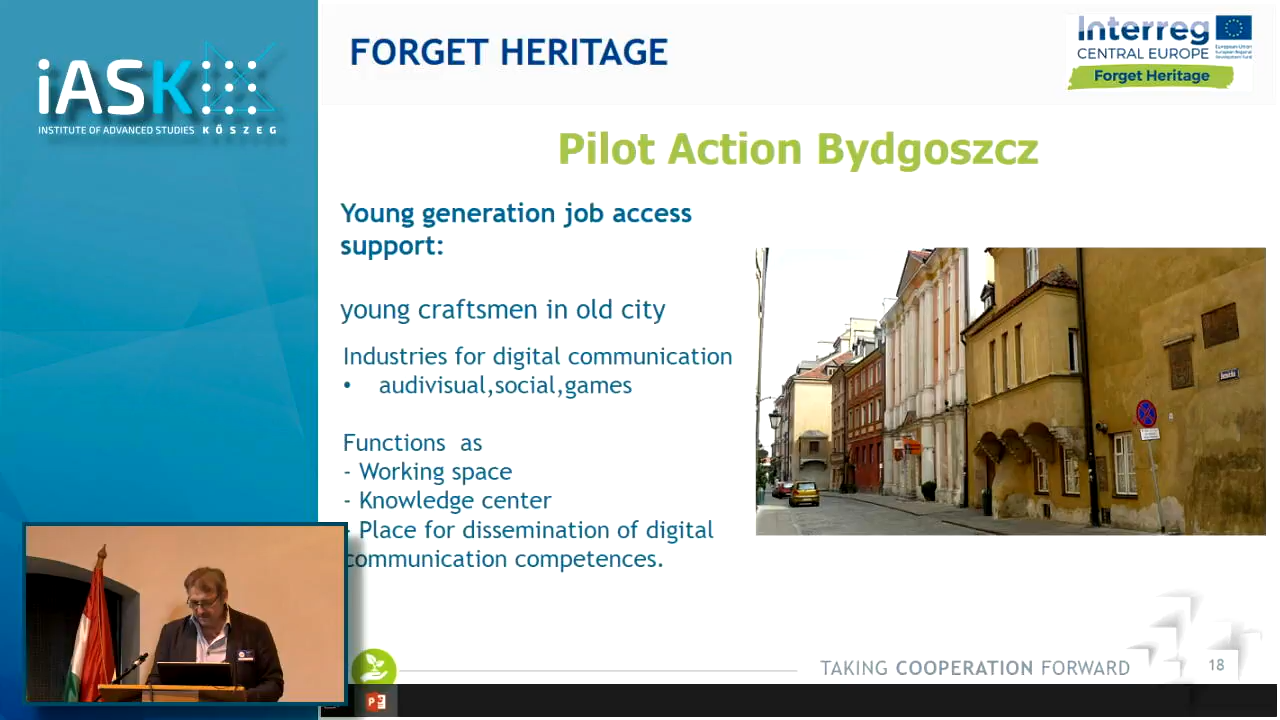 iASK
INSTITUTE OF ADVANCED STUDIES KŐSZEG
FORGET HERITAGE
Interreg
CENTRAL EUROPE
European Union
European Regional
Development Fund
Forget Heritage
Pilot Action Bydgoszcz
Young generation job access
support:
young craftsmen in old city
Industries for digital communication
• audivisual,social,games
Functions as
- Working space
- Knowledge center
- Place for dissemination of digital
communication competences.
TAKING COOPERATION FORWARD
18
P